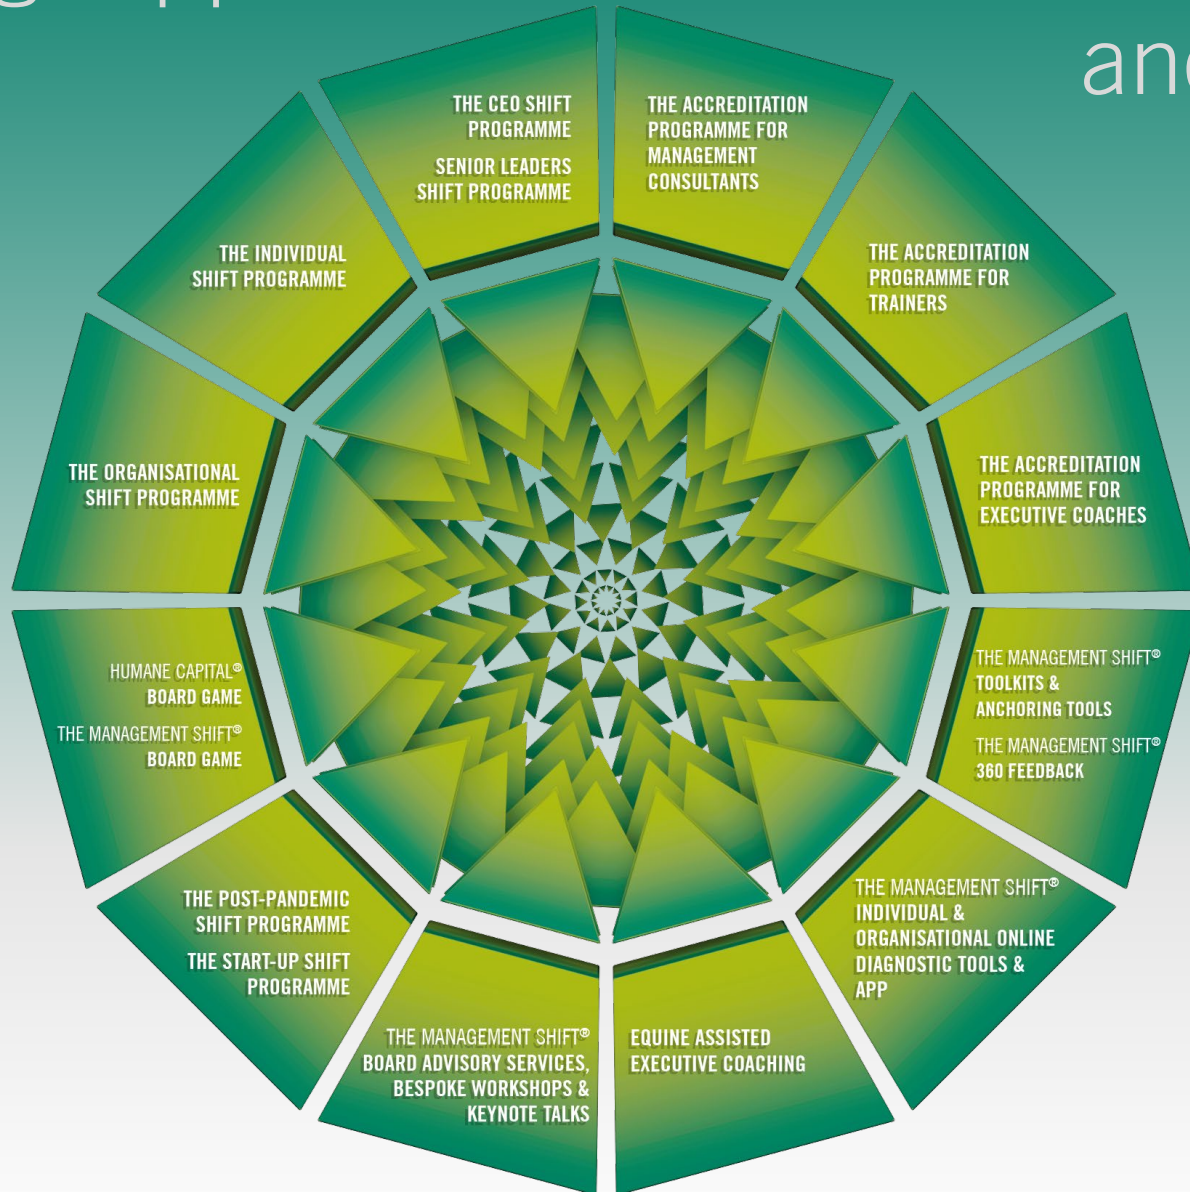 and
THE CEO SHIFT
PROGRAMME
SENIOR LEADERS
SHIFT PROGRAMME
THE ACCREDITATION
PROGRAMME FOR
MANAGEMENT
CONSULTANTS
THE ACCREDITATION
PROGRAMME FOR
TRAINERS
THE ACCREDITATION
PROGRAMME FOR
EXECUTIVE COACHES
THE MANAGEMENT SHIFT®
TOOLKITS &
ANCHORING TOOLS
THE MANAGEMENT SHIFT®
360 FEEDBACK
THE MANAGEMENT SHIFT®
INDIVIDUAL &
ORGANISATIONAL ONLINE
DIAGNOSTIC TOOLS &
APP
EQUINE ASSISTED
EXECUTIVE COACHING
THE MANAGEMENT SHIFT®
BOARD ADVISORY SERVICES,
BESPOKE WORKSHOPS &
KEYNOTE TALKS
THE POST-PANDEMIC
SHIFT PROGRAMME
THE START-UP SHIFT
PROGRAMME
HUMANE CAPITAL®
BOARD GAME
THE MANAGEMENT SHIFT®
BOARD GAME
THE ORGANISATIONAL
SHIFT PROGRAMME
THE INDIVIDUAL
SHIFT PROGRAMME